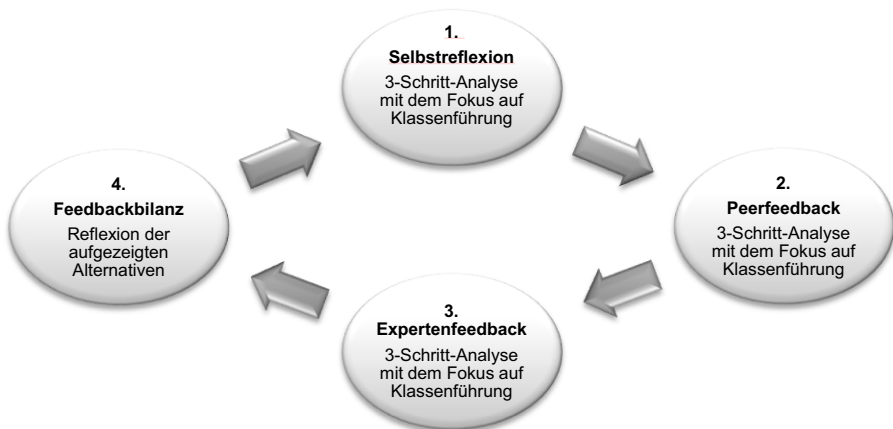 1.
Selbstreflexion
3-Schritt-Analyse
mit dem Fokus auf
Klassenführung
2.
Peerfeedback
3-Schritt-Analyse
mit dem Fokus auf
Klassenführung
3.
Expertenfeedback
3-Schritt-Analyse
mit dem Fokus auf
Klassenführung
4.
Feedbackbilanz
Reflexion der
aufgezeigten
Alternativen